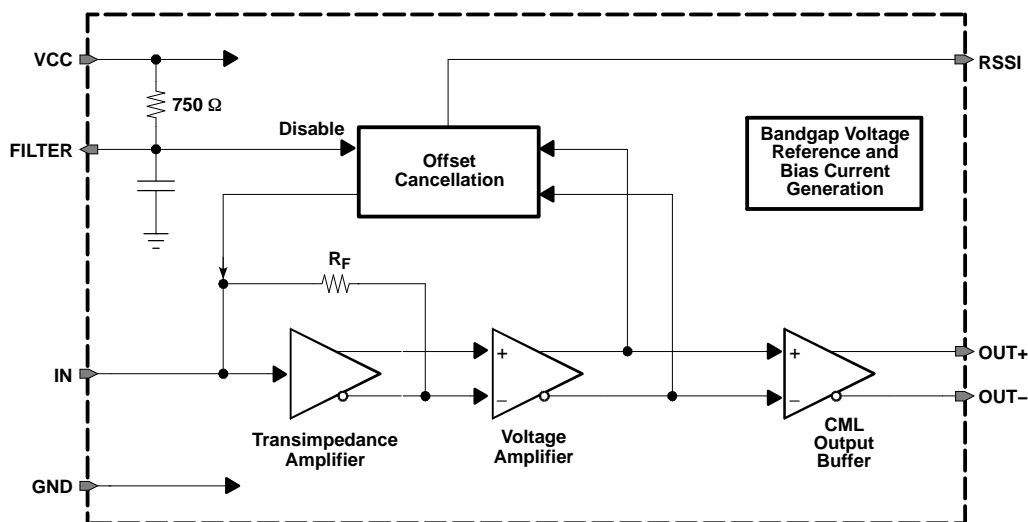 VCC
RSSI
750 Ω
Disable
FILTER
Offset
Cancellation
Bandgap Voltage
Reference and
Bias Current
Generation
RF
+
+
OUT+
IN
−
−
OUT−
Transimpedance
Amplifier
Voltage
Amplifier
CML
Output
Buffer
GND